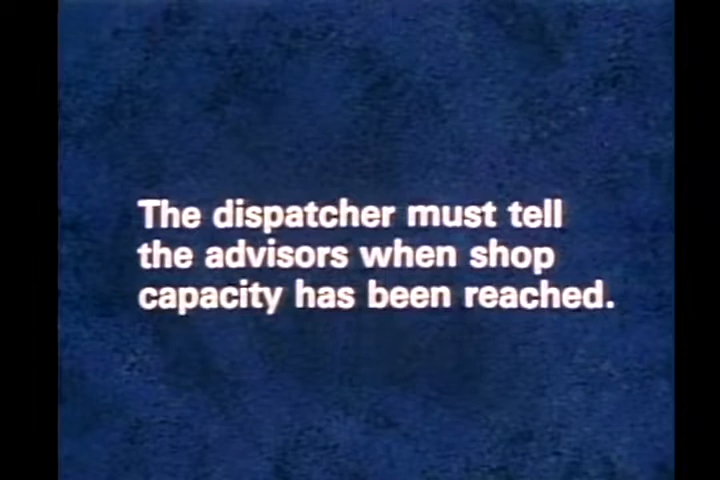 The dispatcher must tell
the advisors when shop
capacity has been reached.